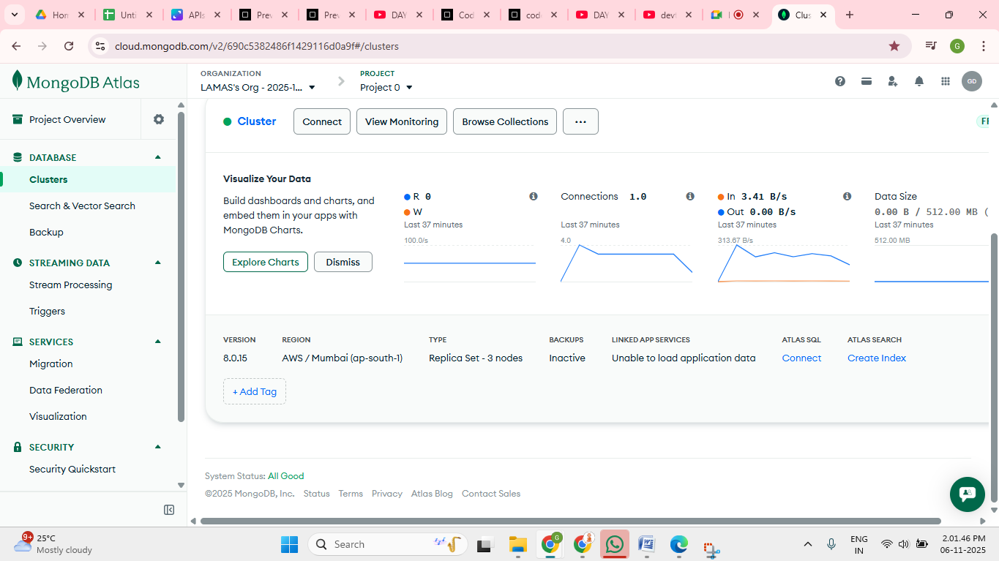 Hom
Unti
APIs
Prev
Prev
DAY
Cod
cod
DAY
devS
Clus
cloud.mongodb.com/v2/690c5382486f1429116d0a9f#/clusters
G
MongoDB Atlas
ORGANIZATION
LAMAS's Org - 2025-1...
PROJECT
Project 0
GD
Project Overview
DATABASE
Clusters
Search & Vector Search
Backup
STREAMING DATA
Stream Processing
Triggers
SERVICES
Migration
Data Federation
Visualization
SECURITY
Security Quickstart
Cluster
Connect
View Monitoring
Browse Collections
...
FR
Visualize Your Data
Build dashboards and charts, and
embed them in your apps with
MongoDB Charts.
Explore Charts
Dismiss
R 0
W
Last 37 minutes
100.0/s
Connections 1.0
Last 37 minutes
4.0
In 3.41 B/s
Out 0.00 B/s
Last 37 minutes
313.67 B/s
Data Size
0.00 B / 512.00 MB (
Last 37 minutes
512.00 MB
VERSION
8.0.15
REGION
AWS / Mumbai (ap-south-1)
TYPE
Replica Set - 3 nodes
BACKUPS
Inactive
LINKED APP SERVICES
Unable to load application data
ATLAS SQL
Connect
ATLAS SEARCH
Create Index
+ Add Tag
System Status: All Good
©2025 MongoDB, Inc. Status Terms Privacy Atlas Blog Contact Sales
9+
25°C
Mostly cloudy
Search
G
ENG
IN
2.01.46 PM
06-11-2025